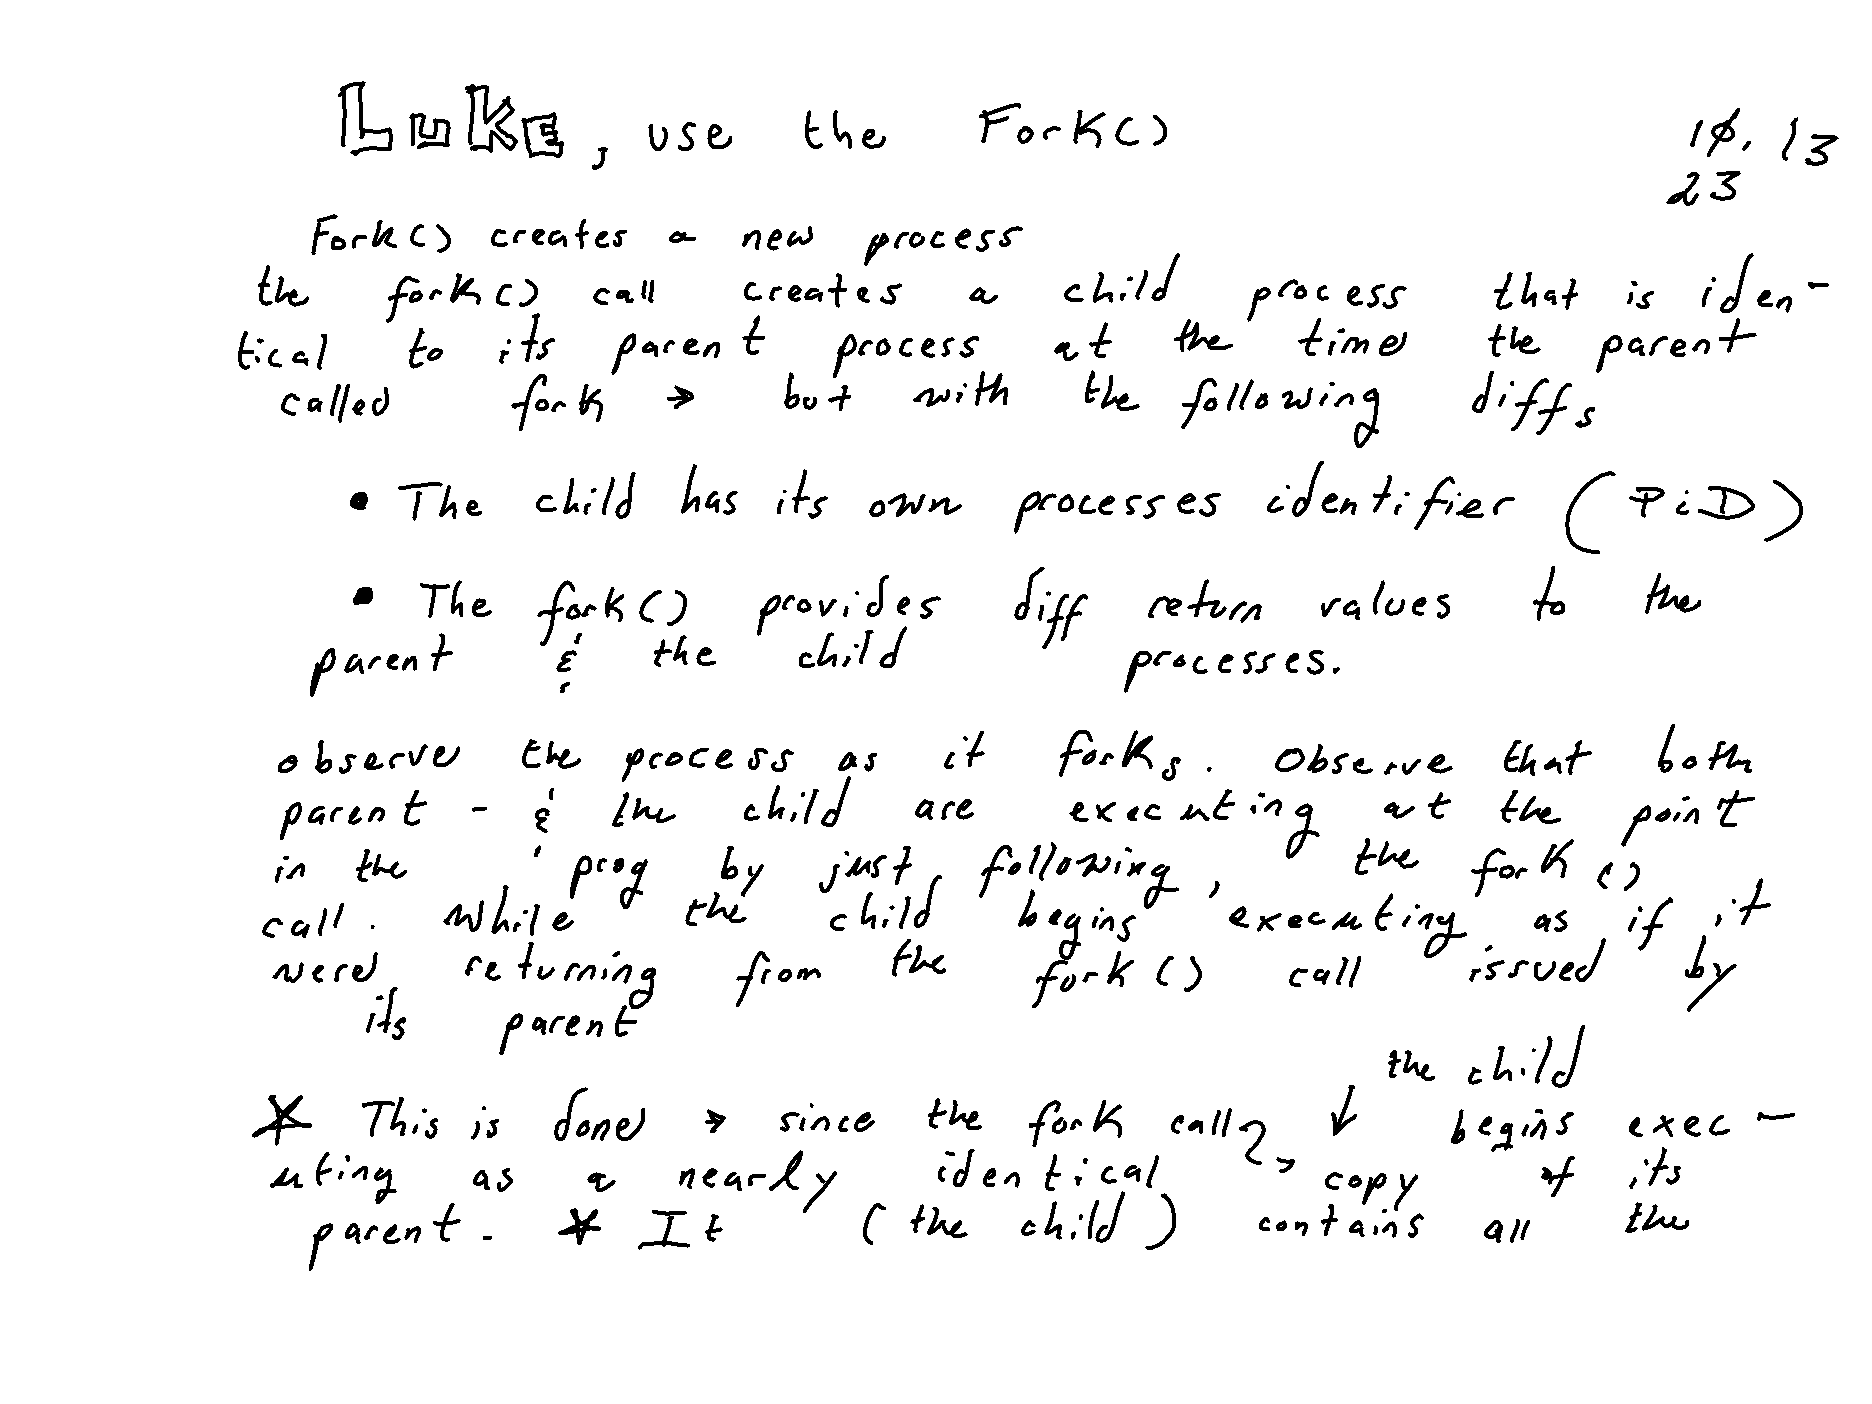 LuKE, use the Fork()
10.13
23
Fork() creates a new process
the fork() call creates a child process that is iden-
tical to its parent process at the time the parent
called fork → but with the following diffs
• The child has its own processes identifier (PiD)
• The fork() provides diff return values to the
parent & the child processes.
observe the process as it forks. Observe that both
parent - & the child are executing at the point
in the prog by just following, the fork()
call. While the child begins executing as if it
were returning from the fork() call issued by
its parent
the child
* This is done → since the fork call ↓ begins exec-
uting as a nearly identical copy of its
parent. * It (the child) contains all the